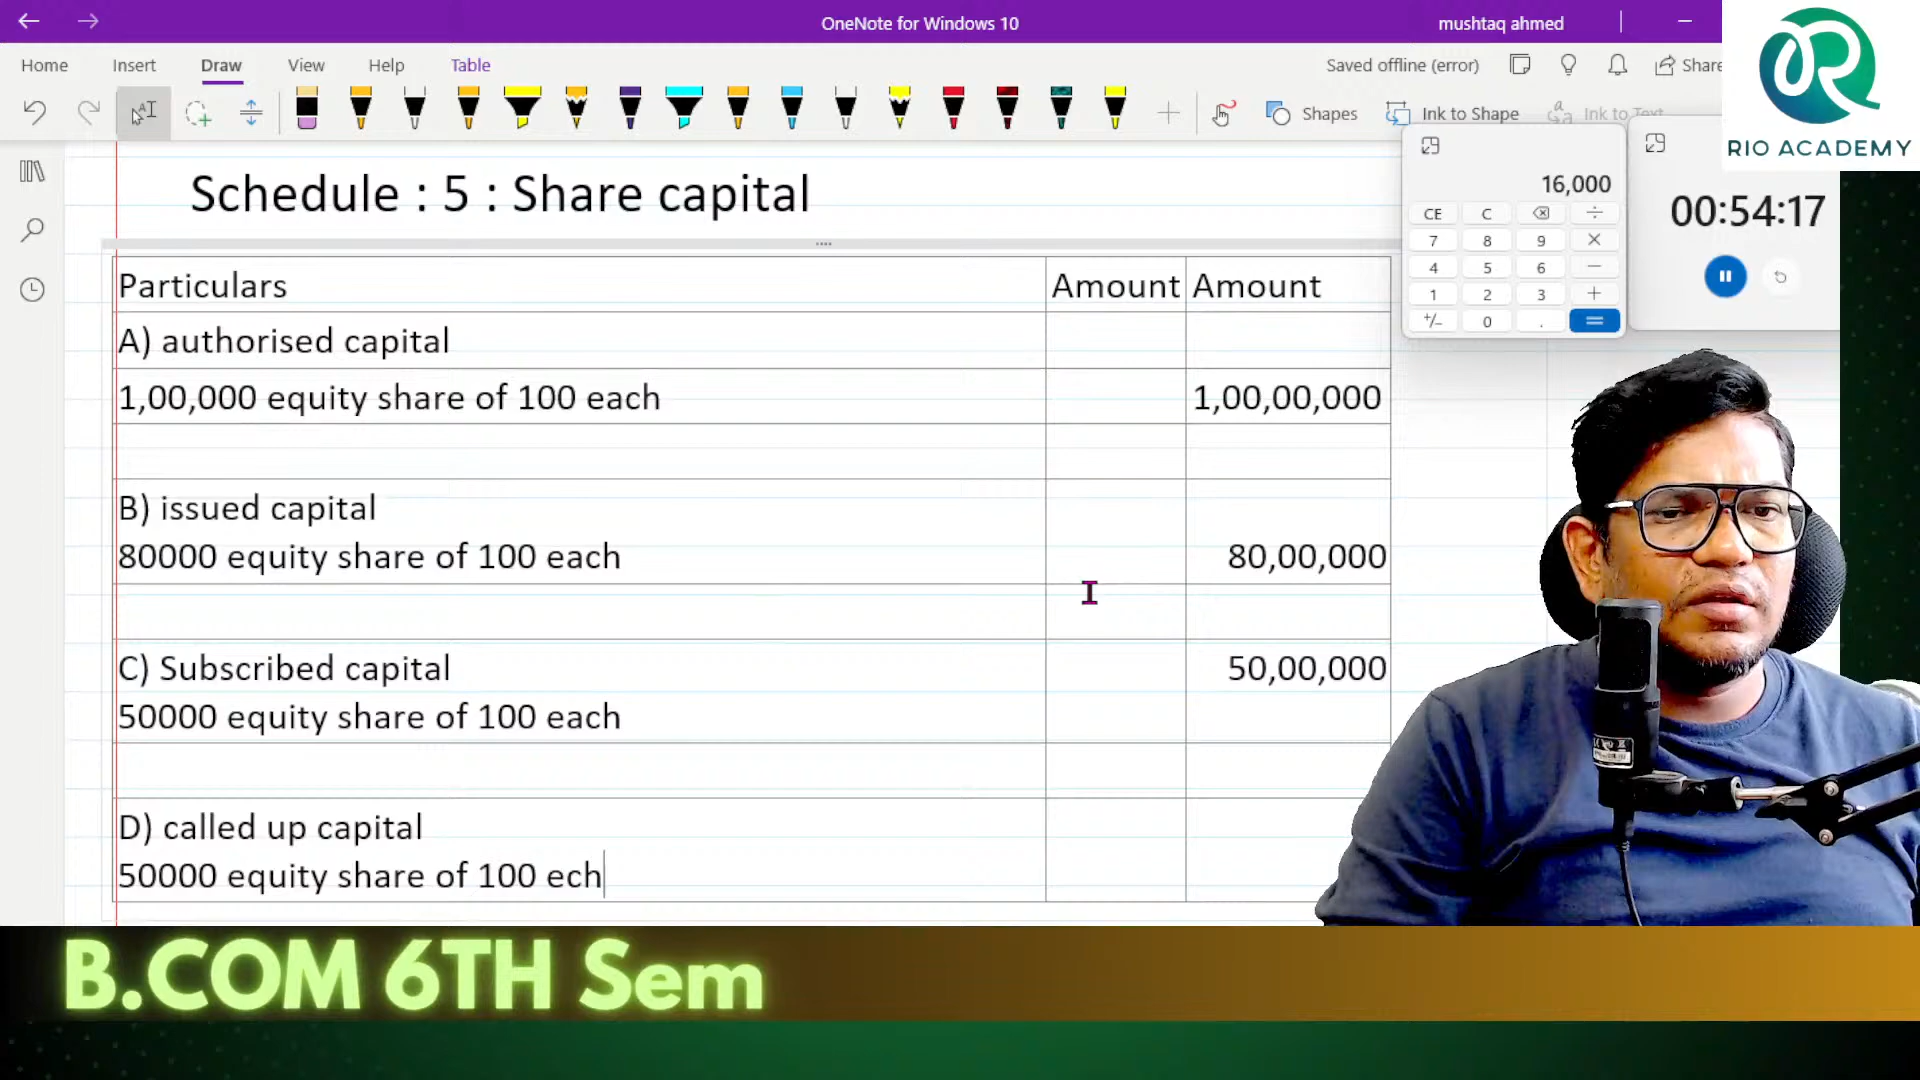 OneNote for Windows 10
mushtaq ahmed
Home Insert Draw View Help Table
Saved offline (error) Share
Shapes Ink to Shape Ink to Text
RIO ACADEMY
Schedule : 5 : Share capital
16,000
CE C ÷
7 8 9 ×
4 5 6 −
1 2 3 +
+/− 0 . =
00:54:17
Particulars Amount Amount
A) authorised capital
1,00,000 equity share of 100 each 1,00,00,000
B) issued capital
80000 equity share of 100 each 80,00,000
C) Subscribed capital 50,00,000
50000 equity share of 100 each
D) called up capital
50000 equity share of 100 ech
B.COM 6TH Sem